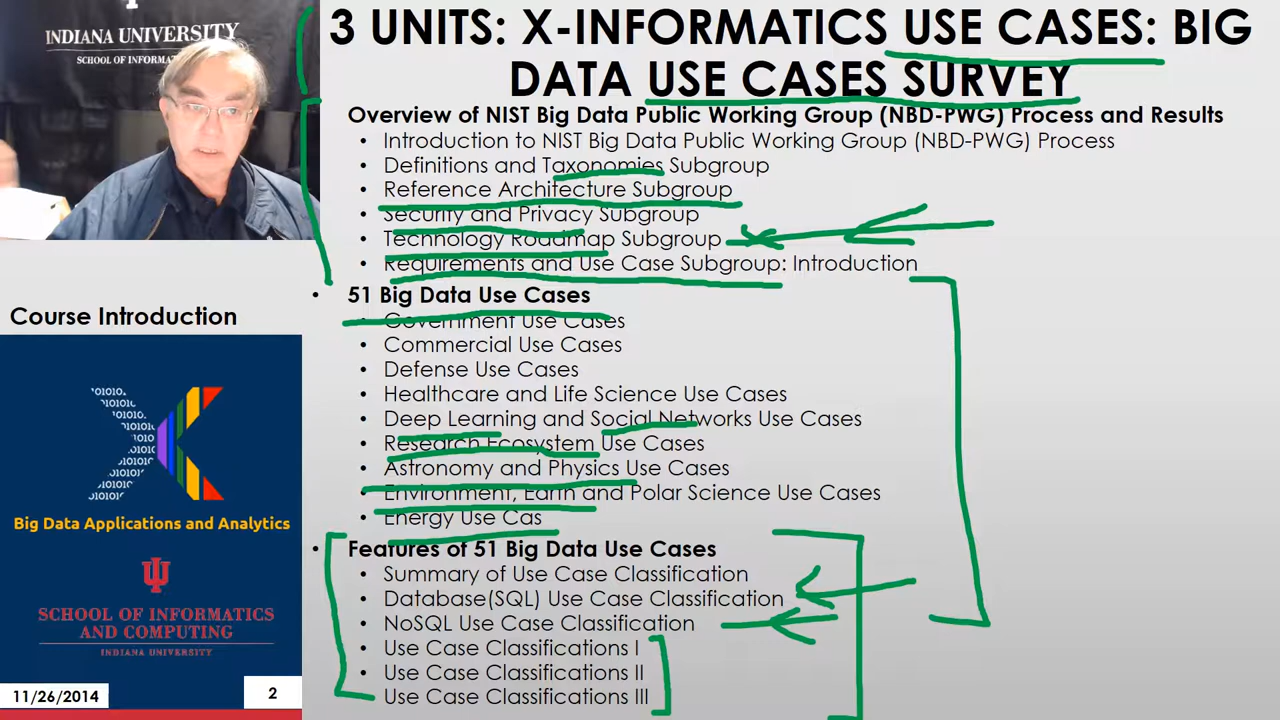 INDIANA UNIVERSITY
3 UNITS: X-INFORMATICS USE CASES: BIG
DATA USE CASES SURVEY
Overview of NIST Big Data Public Working Group (NBD-PWG) Process and Results
• Introduction to NIST Big Data Public Working Group (NBD-PWG) Process
• Definitions and Taxonomies Subgroup
• Reference Architecture Subgroup
• Security and Privacy Subgroup
• Technology Roadmap Subgroup
• Requirements and Use Case Subgroup: Introduction
• 51 Big Data Use Cases
• Government Use Cases
• Commercial Use Cases
• Defense Use Cases
• Healthcare and Life Science Use Cases
• Deep Learning and Social Networks Use Cases
• Research Ecosystem Use Cases
• Astronomy and Physics Use Cases
• Environment, Earth and Polar Science Use Cases
• Energy Use Cas
• Features of 51 Big Data Use Cases
• Summary of Use Case Classification
• Database(SQL) Use Case Classification
• NoSQL Use Case Classification
• Use Case Classifications I
• Use Case Classifications II
• Use Case Classifications III
Course Introduction
Big Data Applications and Analytics
SCHOOL OF INFORMATICS
AND COMPUTING
INDIANA UNIVERSITY
11/26/2014
2